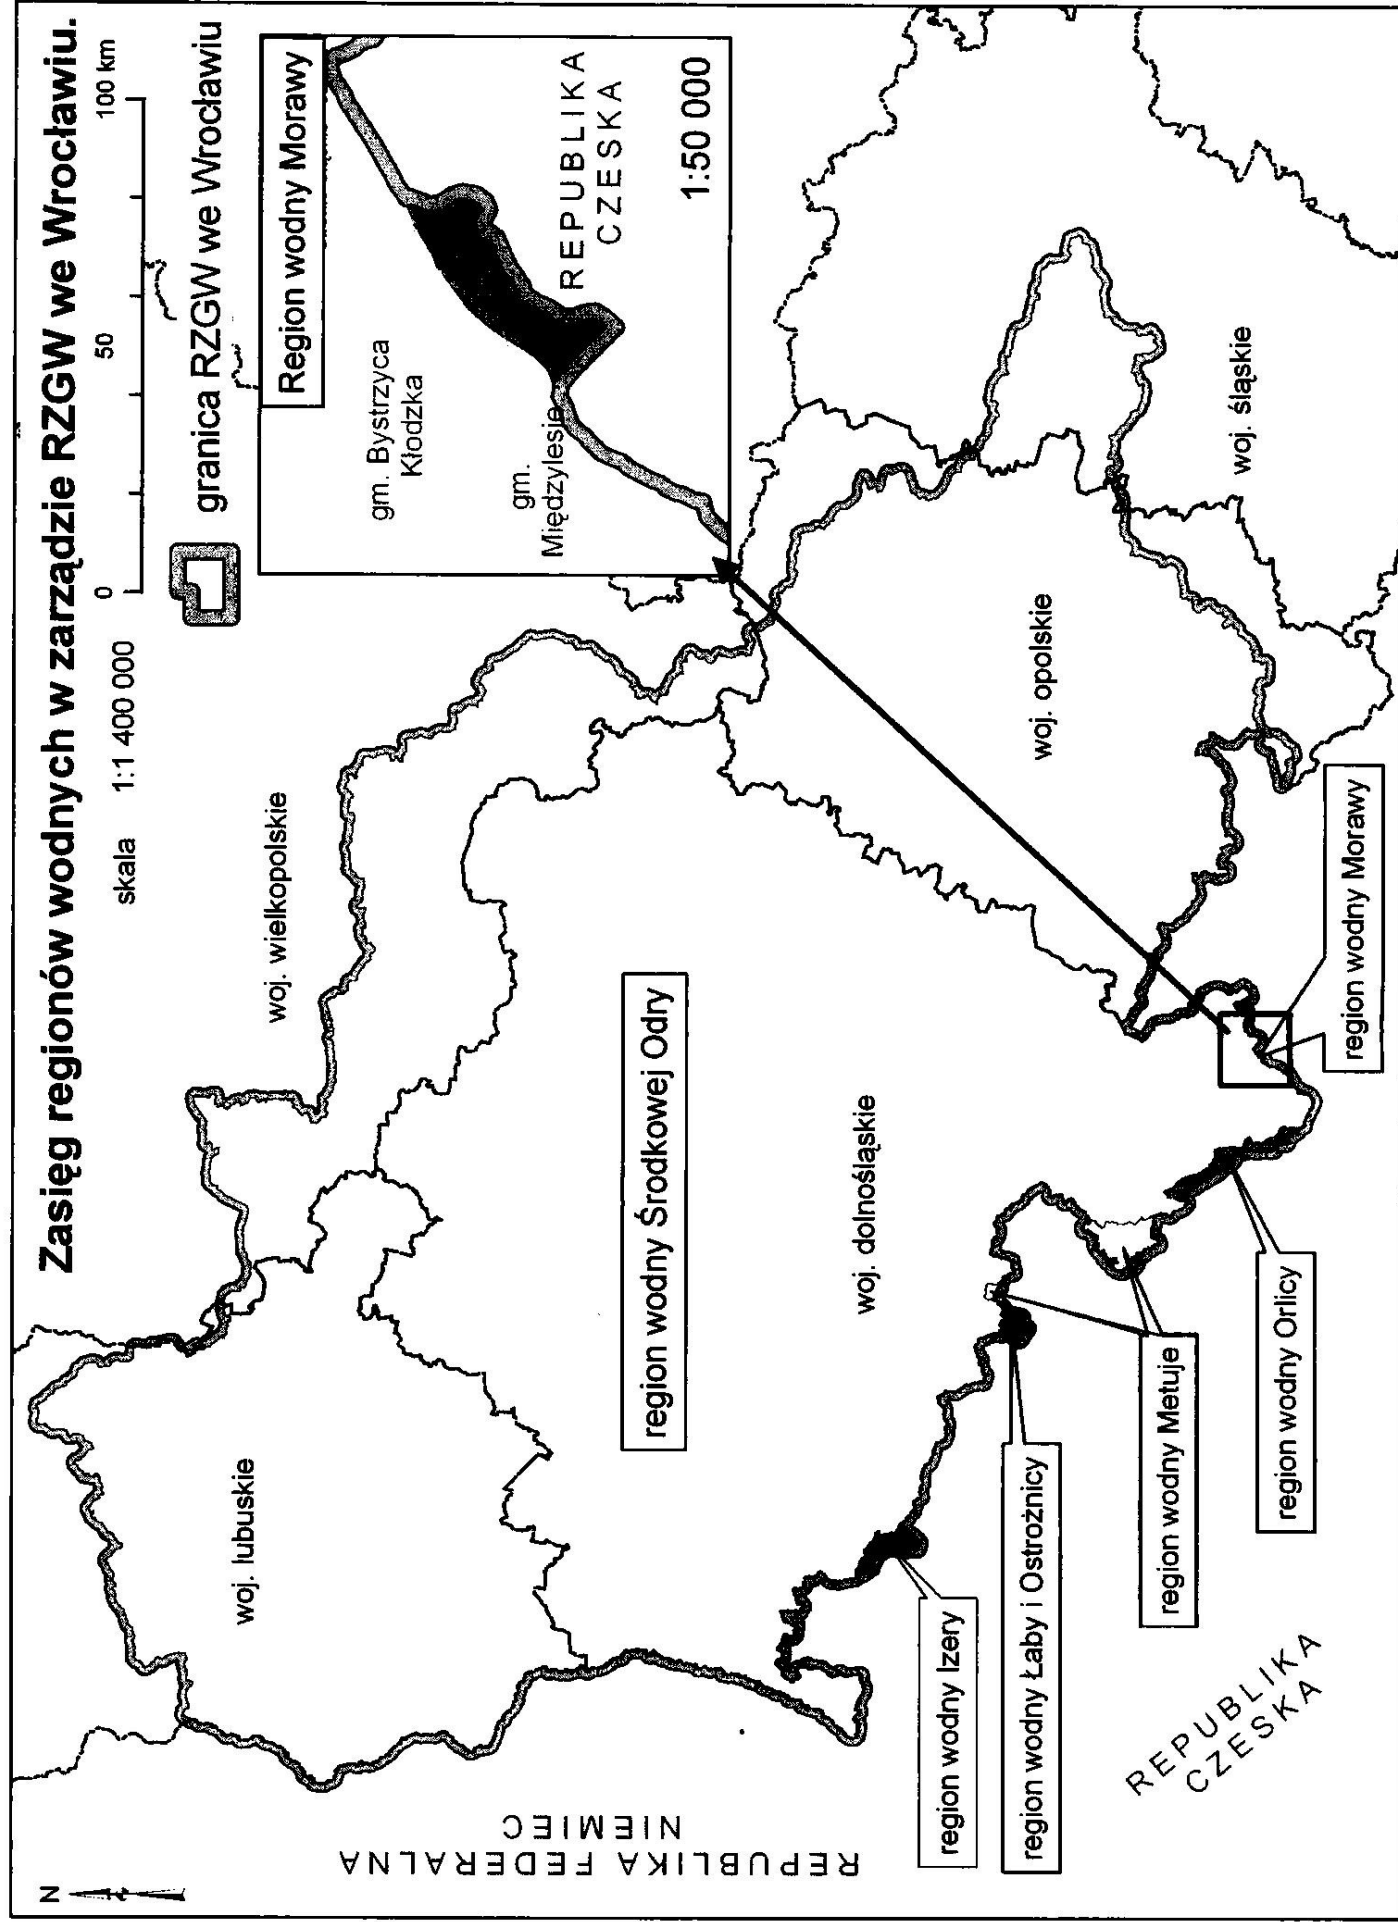 Zasięg regionów wodnych w zarządzie RZGW we Wrocławiu.
skala 1:1 400 000
0 50 100 km
granica RZGW we Wrocławiu
N
Region wodny Morawy
gm. Bystrzyca
Kłodzka
gm.
Międzylesie
REPUBLIKA
CZESKA
1:50 000
woj. lubuskie
woj. wielkopolskie
REPUBLIKA FEDERALNA
NIEMIEC
region wodny Środkowej Odry
woj. dolnośląskie
woj. opolskie
woj. śląskie
region wodny Izery
region wodny Łaby i Ostrożnicy
region wodny Metuje
region wodny Orlicy
region wodny Morawy
REPUBLIKA
CZESKA